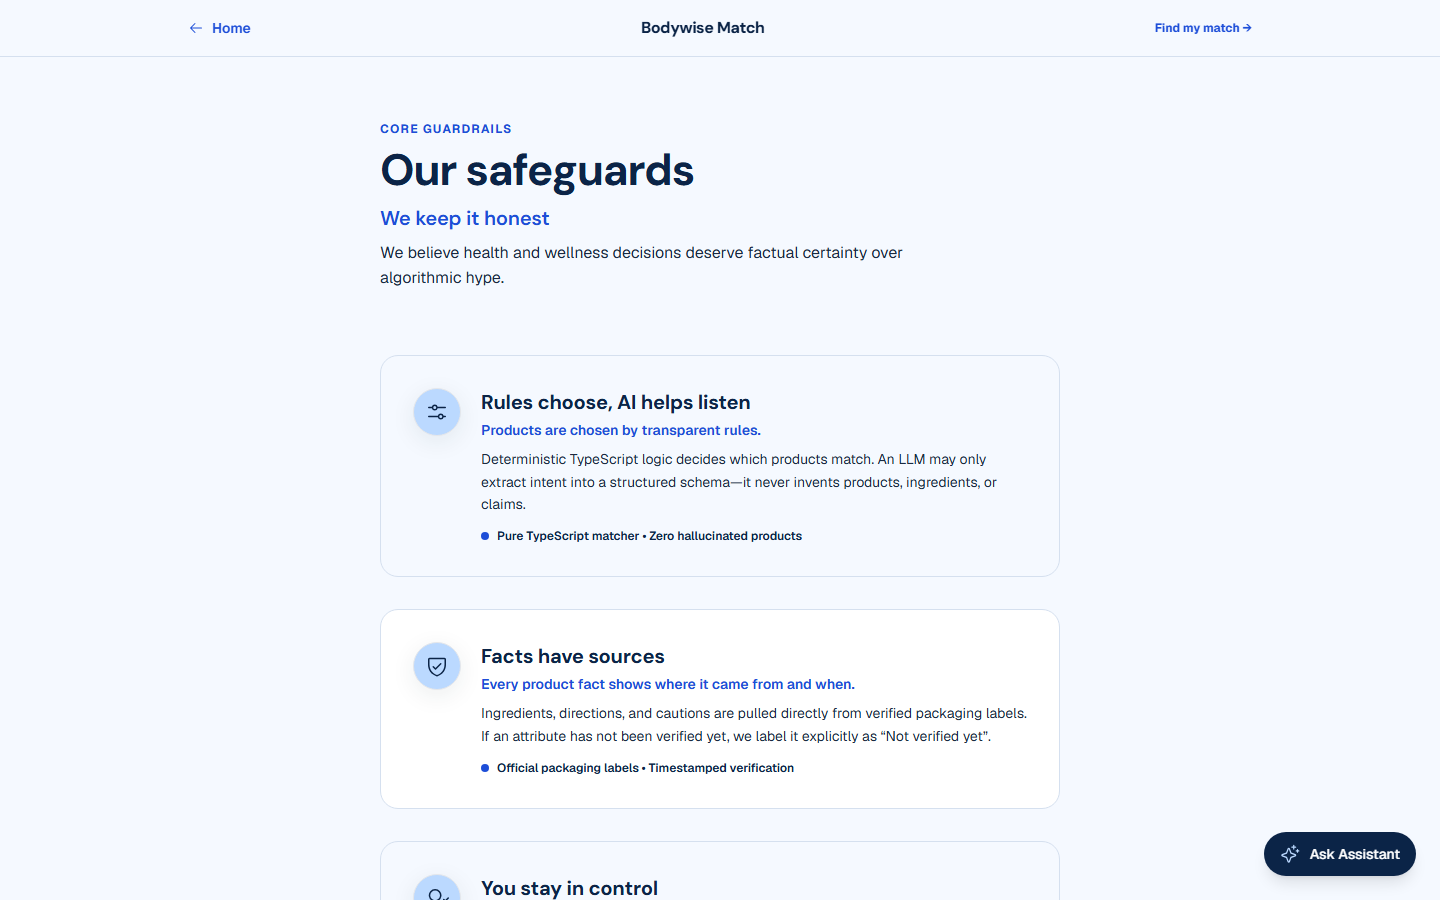 Home
Bodywise Match
Find my match →
CORE GUARDRAILS
Our safeguards
We keep it honest
We believe health and wellness decisions deserve factual certainty over
algorithmic hype.
Rules choose, AI helps listen
Products are chosen by transparent rules.
Deterministic TypeScript logic decides which products match. An LLM may only
extract intent into a structured schema—it never invents products, ingredients, or
claims.
Pure TypeScript matcher • Zero hallucinated products
Facts have sources
Every product fact shows where it came from and when.
Ingredients, directions, and cautions are pulled directly from verified packaging labels.
If an attribute has not been verified yet, we label it explicitly as “Not verified yet”.
Official packaging labels • Timestamped verification
You stay in control
Ask Assistant